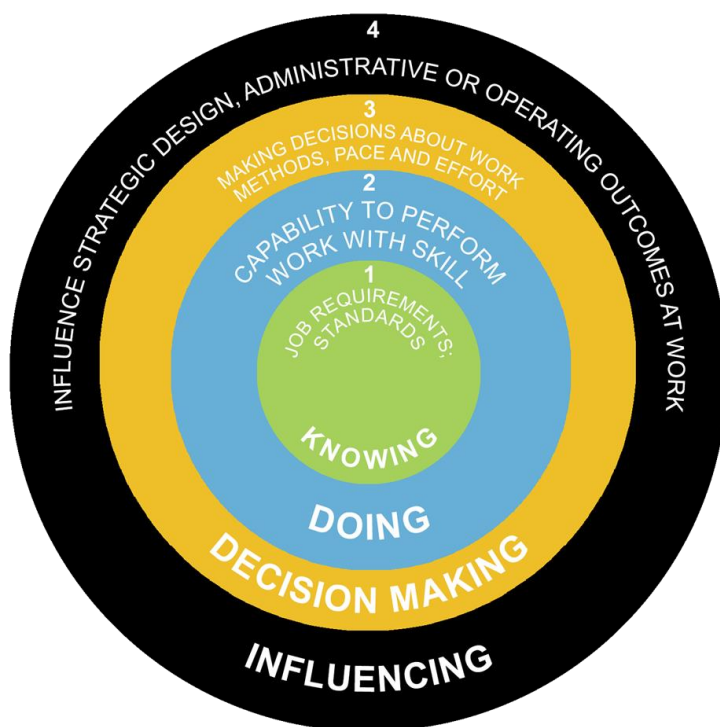 4
INFLUENCE STRATEGIC DESIGN, ADMINISTRATIVE OR OPERATING OUTCOMES AT WORK
3
MAKING DECISIONS ABOUT WORK
METHODS, PACE AND EFFORT
2
CAPABILITY TO PERFORM
WORK WITH SKILL
1
JOB REQUIREMENTS;
STANDARDS
KNOWING
DOING
DECISION MAKING
INFLUENCING